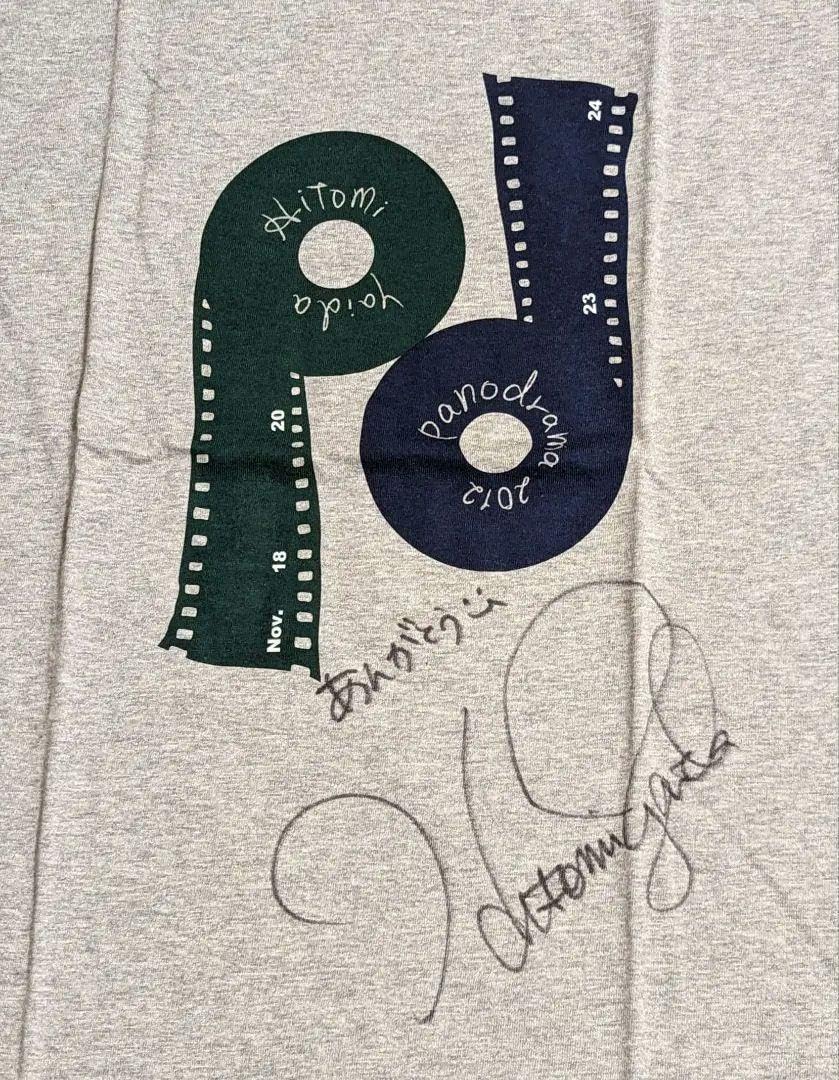 Hitomi
Yaida
Nov. 18 20
panodrama
2012
23 24
ありがとう
Hitomi Yaida